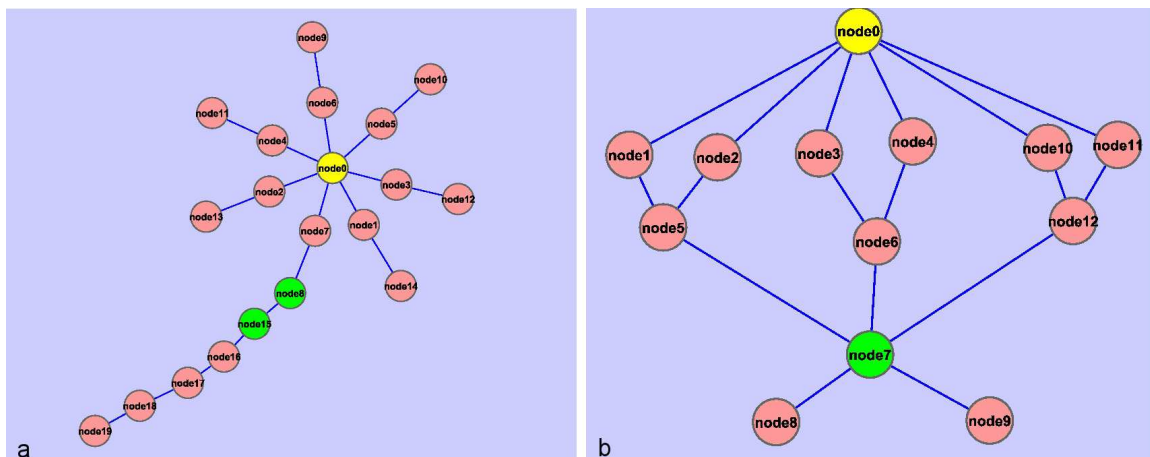 node9
node10
node6
node11
node5
node4
node0
node3
node2
node12
node13
node1
node7
node14
node8
node15
node16
node17
node18
node19
a
node0
node4
node10
node11
node1
node2
node3
node5
node6
node12
node7
node8
node9
b